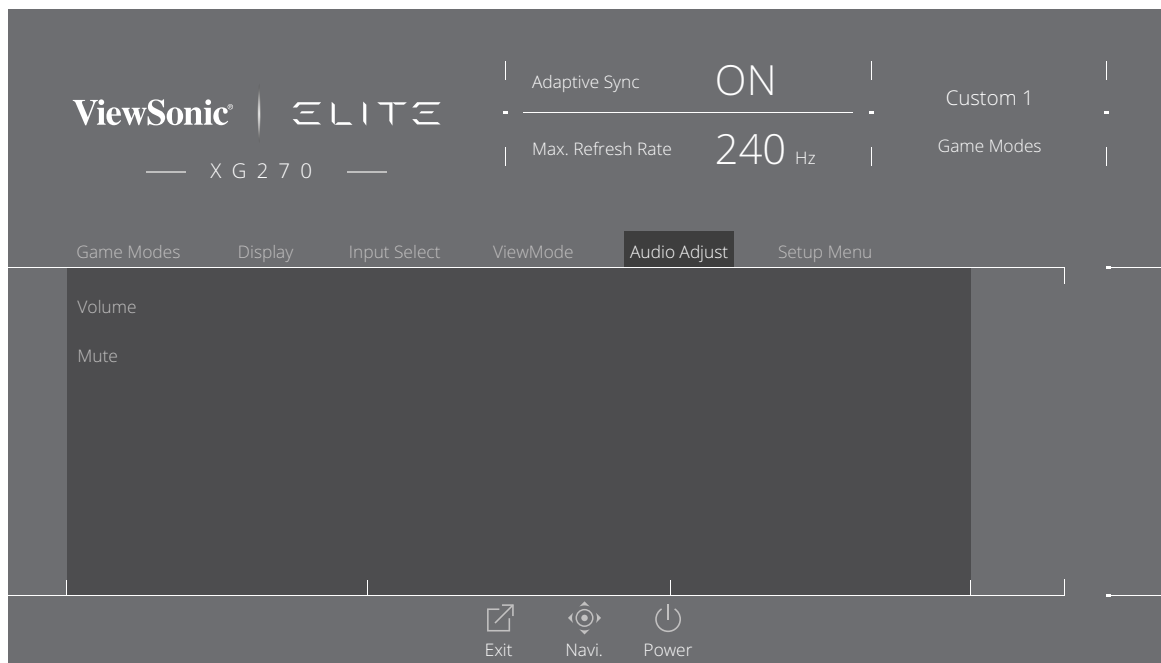 ViewSonic® ELITE
XG270
Adaptive Sync ON
Max. Refresh Rate 240 Hz
Custom 1
Game Modes
Game Modes Display Input Select ViewMode Audio Adjust Setup Menu
Volume
Mute
Exit Navi. Power